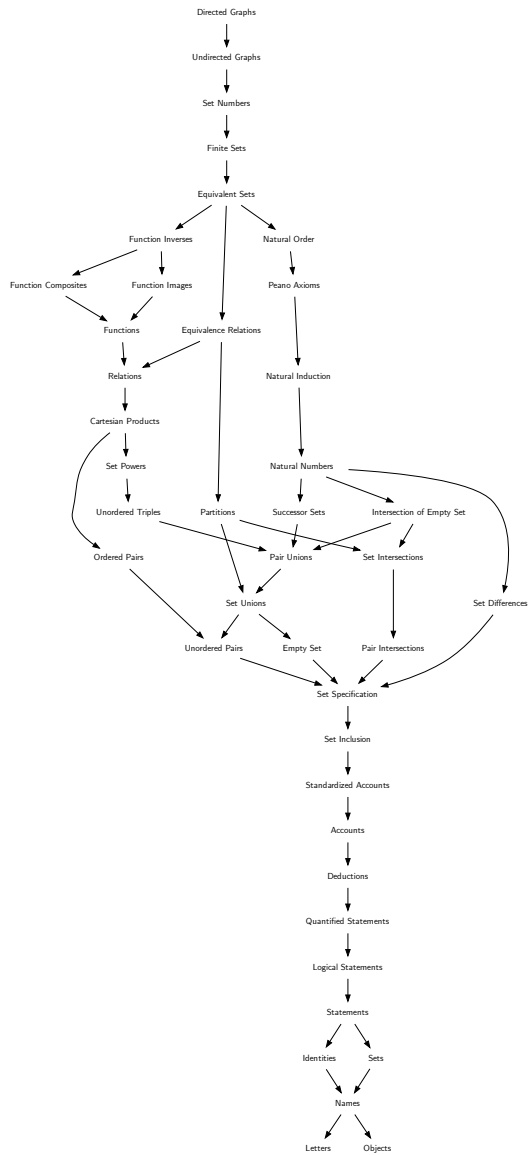 Directed Graphs
Undirected Graphs
Set Numbers
Finite Sets
Equivalent Sets
Function Inverses
Natural Order
Function Composites
Function Images
Peano Axioms
Functions
Equivalence Relations
Relations
Natural Induction
Cartesian Products
Set Powers
Natural Numbers
Unordered Triples
Partitions
Successor Sets
Intersection of Empty Set
Ordered Pairs
Pair Unions
Set Intersections
Set Unions
Set Differences
Unordered Pairs
Empty Set
Pair Intersections
Set Specification
Set Inclusion
Standardized Accounts
Accounts
Deductions
Quantified Statements
Logical Statements
Statements
Identities
Sets
Names
Letters
Objects